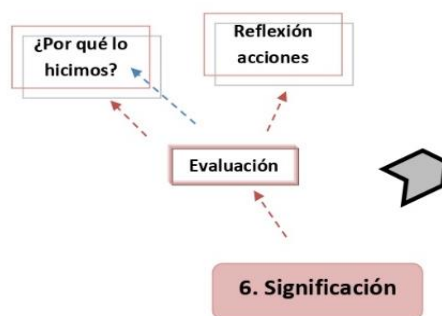 ¿Por qué lo
hicimos?
Reflexión
acciones
Evaluación
6. Significación